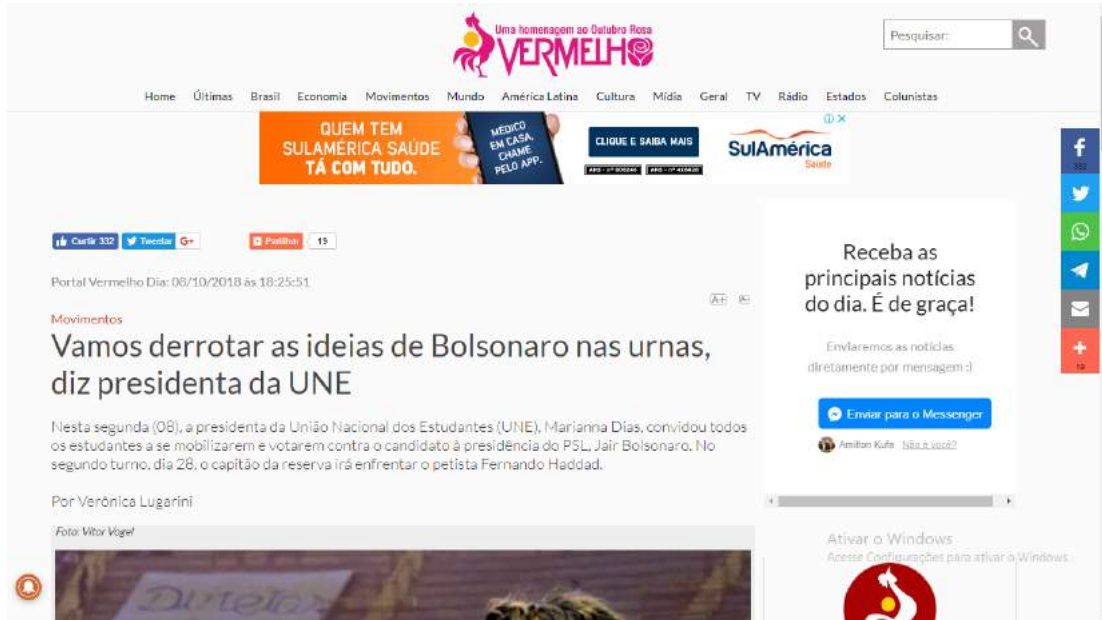 Uma homenagem ao Outubro Rosa
VERMELHO
Pesquisar:
Home Últimas Brasil Economia Movimentos Mundo América Latina Cultura Mídia Geral TV Rádio Estados Colunistas
QUEM TEM
SULAMÉRICA SAÚDE
TÁ COM TUDO.
MÉDICO
EM CASA,
CHAME
PELO APP.
CLIQUE E SAIBA MAIS
SulAmérica
Saúde
Curtir 332 Tweetar G+ Partilhar 19
Portal Vermelho Dia: 08/10/2018 às 18:25:51
A+ A-
Movimentos
Vamos derrotar as ideias de Bolsonaro nas urnas,
diz presidenta da UNE
Nesta segunda (08), a presidenta da União Nacional dos Estudantes (UNE), Marianna Dias, convidou todos
os estudantes a se mobilizarem e votarem contra o candidato à presidência do PSL, Jair Bolsonaro. No
segundo turno, dia 28, o capitão da reserva irá enfrentar o petista Fernando Haddad.
Por Verônica Lugarini
Foto: Vitor Vogel
Diretas
Receba as
principais notícias
do dia. É de graça!
Enviaremos as notícias
diretamente por mensagem :)
Enviar para o Messenger
Amilton Kufe Não é você?
Ativar o Windows
Acesse Configurações para ativar o Windows.
332
19